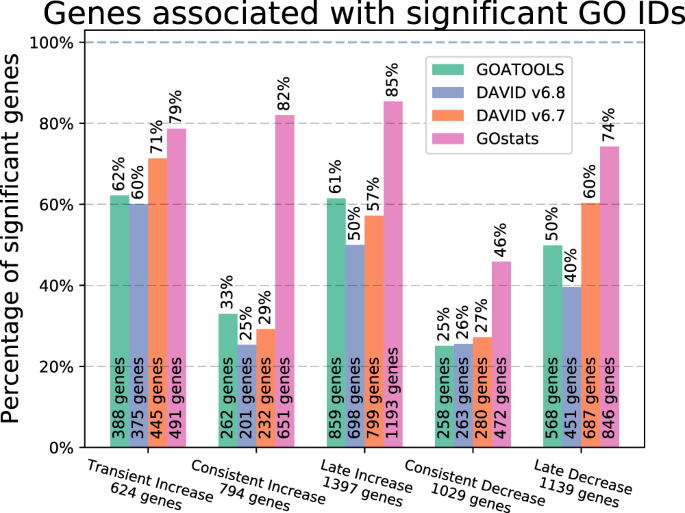 Genes associated with significant GO IDs
Percentage of significant genes
100%
80%
60%
40%
20%
0%
GOATOOLS
DAVID v6.8
DAVID v6.7
GOstats
62%
60%
71%
79%
33%
25%
29%
82%
61%
50%
57%
85%
25%
26%
27%
46%
50%
40%
60%
74%
388 genes
375 genes
445 genes
491 genes
262 genes
201 genes
232 genes
651 genes
859 genes
698 genes
799 genes
1193 genes
258 genes
263 genes
280 genes
472 genes
568 genes
451 genes
687 genes
846 genes
Transient Increase
624 genes
Consistent Increase
794 genes
Late Increase
1397 genes
Consistent Decrease
1029 genes
Late Decrease
1139 genes